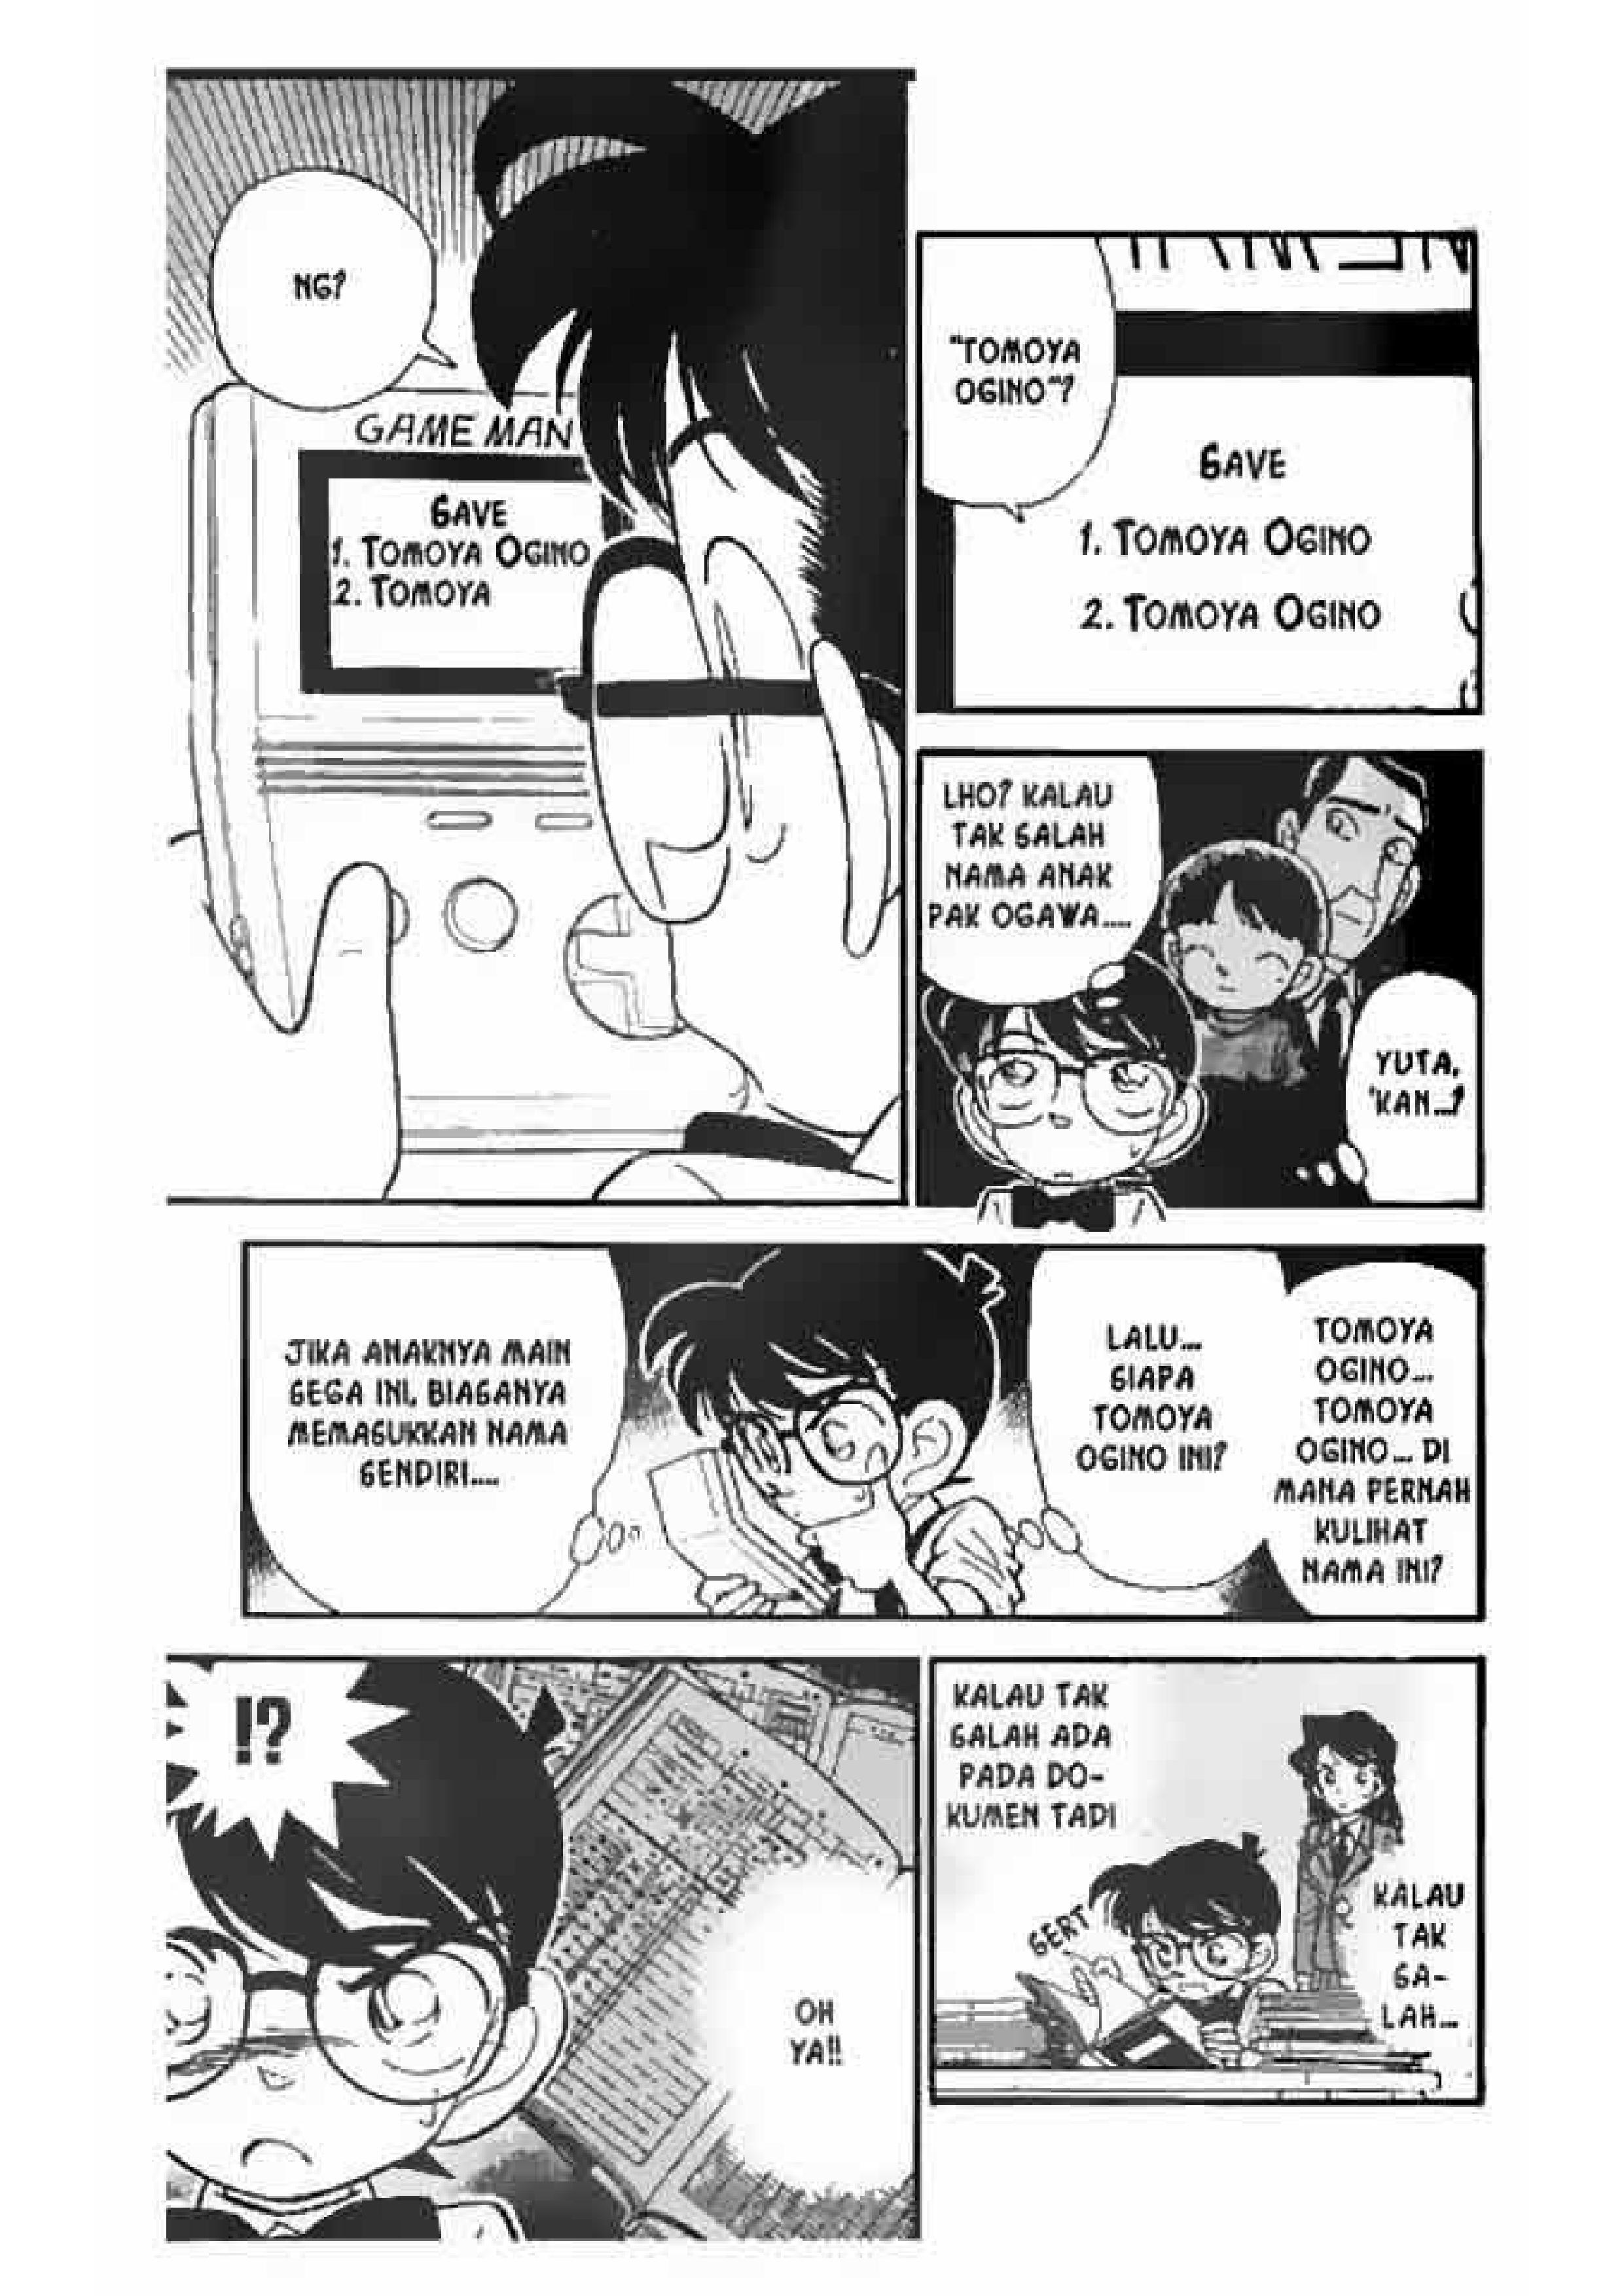 NG?
GAME MAN
SAVE
1. TOMOYA OGINO
2. TOMOYA
"TOMOYA
OGINO"?
SAVE
1. TOMOYA OGINO
2. TOMOYA OGINO
LHO? KALAU
TAK SALAH
NAMA ANAK
PAK OGAWA....
YUTA,
'KAN...?
JIKA ANAKNYA MAIN
SEGA INI, BIASANYA
MEMASUKKAN NAMA
SENDIRI....
LALU...
SIAPA
TOMOYA
OGINO INI?
TOMOYA
OGINO...
TOMOYA
OGINO... DI
MANA PERNAH
KULIHAT
NAMA INI?
!?
OH
YA!!
KALAU TAK
SALAH ADA
PADA DO-
KUMEN TADI
SERT
KALAU
TAK
SA-
LAH...